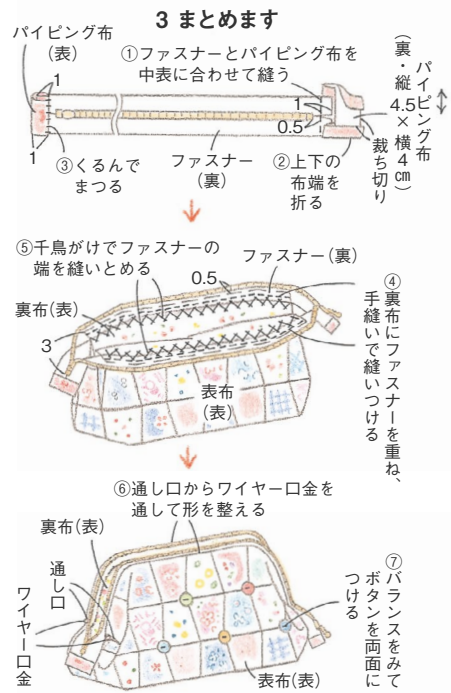 3 まとめます
パイピング布
(表)
①ファスナーとパイピング布を
中表に合わせて縫う
パイピング布
(裏・縦4.5×横4㎝)
裁ち切り
1
1
1
0.5
③くるんで
まつる
ファスナー
(裏)
②上下の
布端を
折る
⑤千鳥がけでファスナーの
端を縫いとめる
ファスナー(裏)
0.5
裏布(表)
3
表布
(表)
④裏布にファスナーを重ね、
手縫いで縫いつける
⑥通し口からワイヤー口金を
通して形を整える
裏布(表)
通し口
ワイヤー口金
⑦バランスをみて
ボタンを両面に
つける
表布(表)